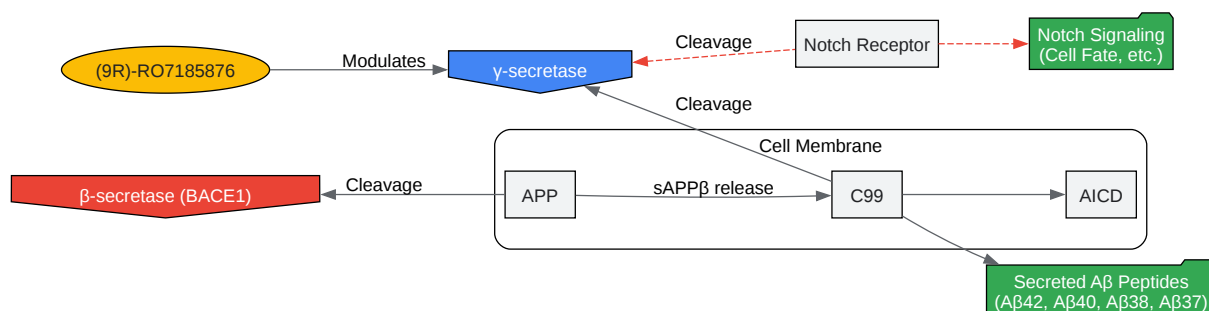 (9R)-RO7185876
Modulates
γ-secretase
Cleavage
Notch Receptor
Notch Signaling
(Cell Fate, etc.)
Cleavage
Cell Membrane
β-secretase (BACE1)
Cleavage
APP
sAPPβ release
C99
AICD
Secreted Aβ Peptides
(Aβ42, Aβ40, Aβ38, Aβ37)